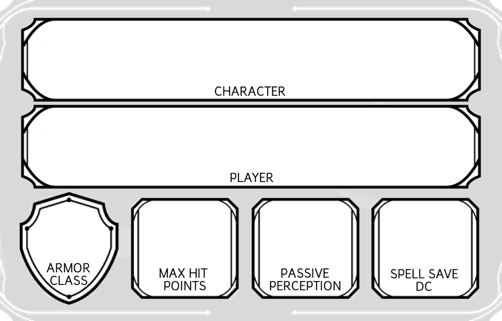 CHARACTER
PLAYER
ARMOR
CLASS
MAX HIT
POINTS
PASSIVE
PERCEPTION
SPELL SAVE
DC